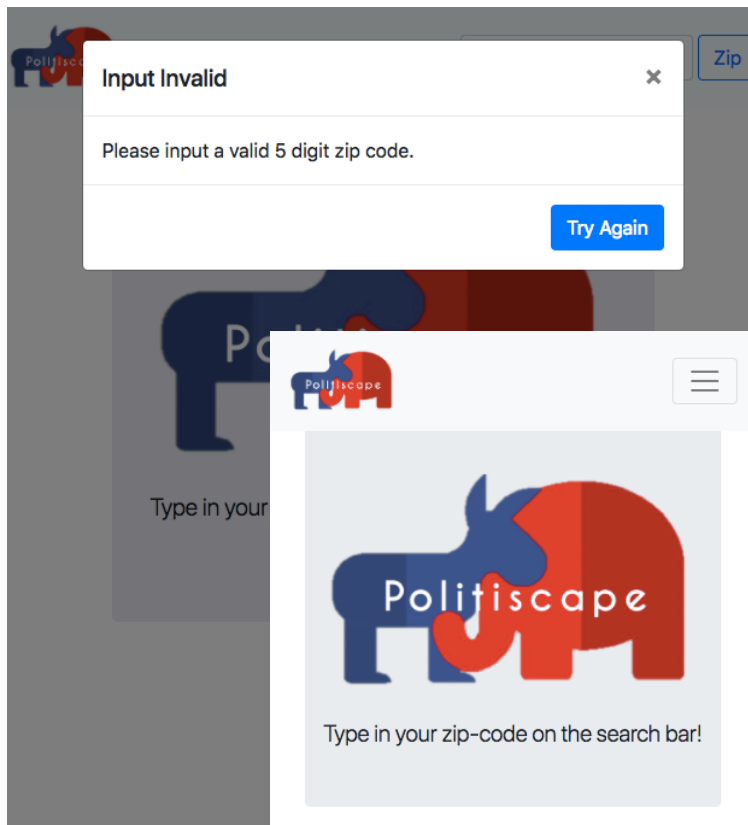 Politisc
Zip
Input Invalid
×
Please input a valid 5 digit zip code.
Try Again
Type in your
Politiscape
Politiscape
Type in your zip-code on the search bar!